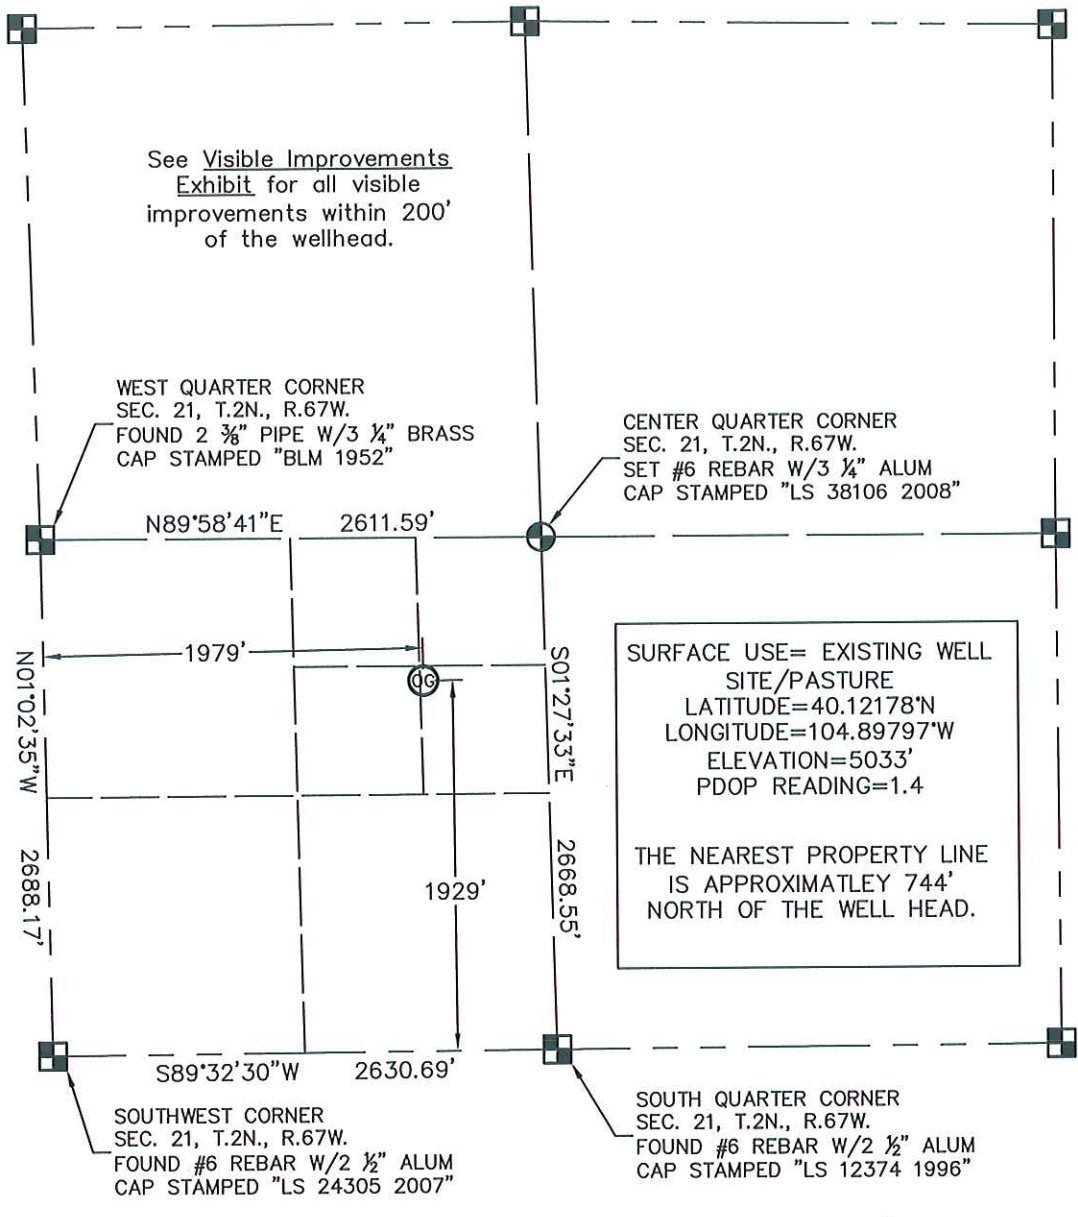 See Visible Improvements
Exhibit for all visible
improvements within 200'
of the wellhead.
WEST QUARTER CORNER
SEC. 21, T.2N., R.67W.
FOUND 2 ⅜" PIPE W/3 ¼" BRASS
CAP STAMPED "BLM 1952"
CENTER QUARTER CORNER
SEC. 21, T.2N., R.67W.
SET #6 REBAR W/3 ¼" ALUM
CAP STAMPED "LS 38106 2008"
N89°58'41"E 2611.59'
1979'
OG
N01°02'35"W 2688.17'
S01°27'33"E 2668.55'
1929'
SURFACE USE= EXISTING WELL
SITE/PASTURE
LATITUDE=40.12178°N
LONGITUDE=104.89797°W
ELEVATION=5033'
PDOP READING=1.4
THE NEAREST PROPERTY LINE
IS APPROXIMATLEY 744'
NORTH OF THE WELL HEAD.
S89°32'30"W 2630.69'
SOUTHWEST CORNER
SEC. 21, T.2N., R.67W.
FOUND #6 REBAR W/2 ½" ALUM
CAP STAMPED "LS 24305 2007"
SOUTH QUARTER CORNER
SEC. 21, T.2N., R.67W.
FOUND #6 REBAR W/2 ½" ALUM
CAP STAMPED "LS 12374 1996"